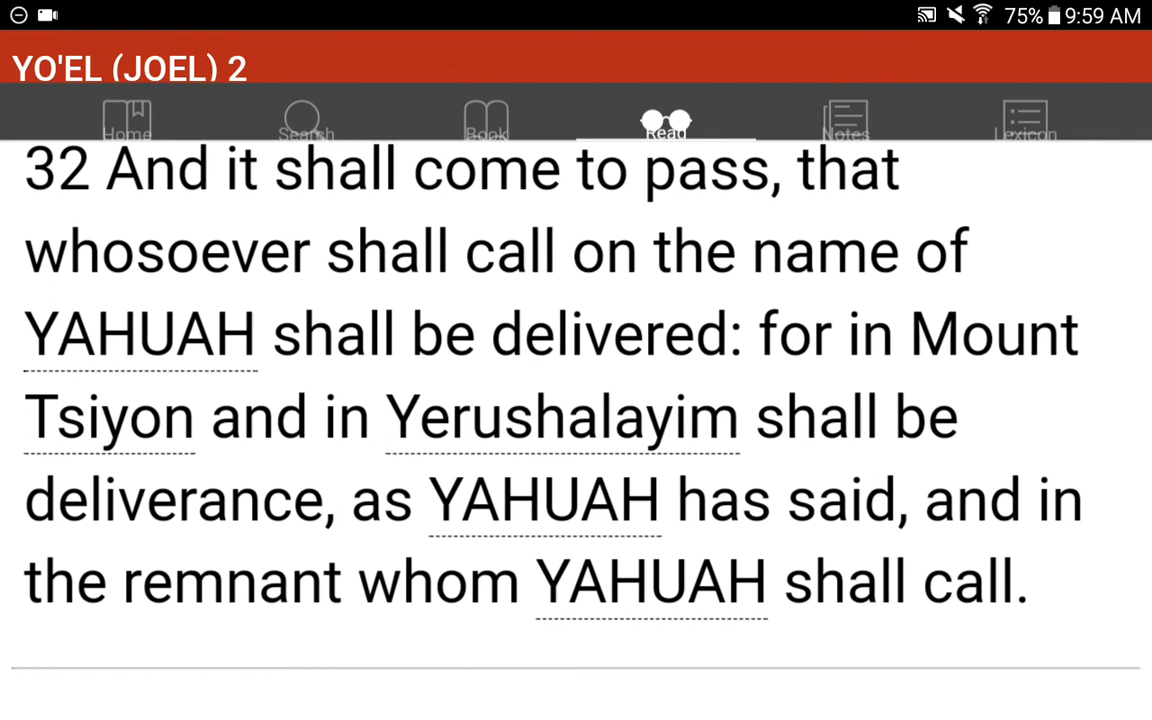 75% 9:59 AM
YO'EL (JOEL) 2
Home Search Book Read Notes Lexicon
32 And it shall come to pass, that
whosoever shall call on the name of
YAHUAH shall be delivered: for in Mount
Tsiyon and in Yerushalayim shall be
deliverance, as YAHUAH has said, and in
the remnant whom YAHUAH shall call.